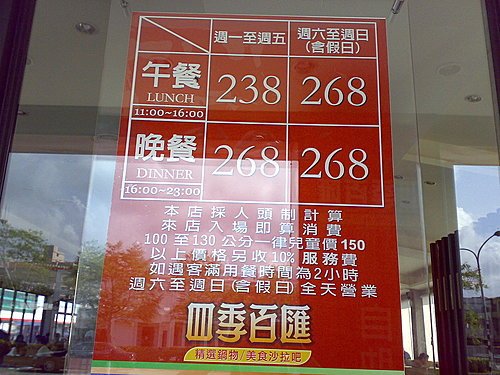 週一至週五
週六至週日
(含假日)
午餐
LUNCH
11:00~16:00
238
268
晚餐
DINNER
16:00~23:00
268
268
本店採人頭制計算
來店入場即算消費
100至130公分一律兒童價150
以上價格另收10%服務費
如遇客滿用餐時間為2小時
週六至週日(含假日)全天營業
四季百匯
精選鍋物/美食沙拉吧